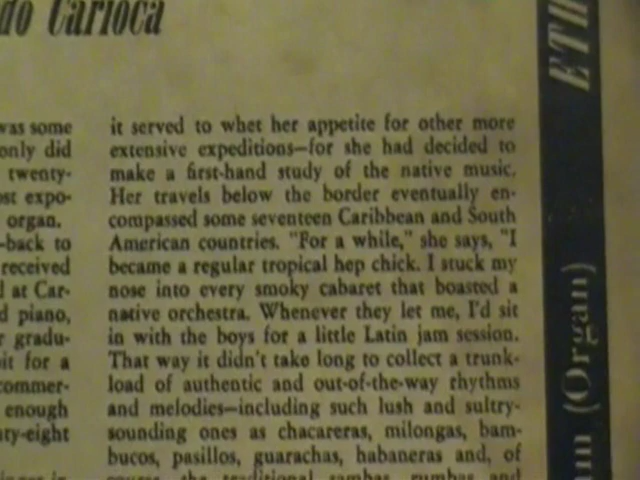 do Carioca
was some
only did
twenty-
ost expo-
organ.
-back to
received
d at Car-
d piano,
r gradu-
it for a
commer-
enough
ty-eight
it served to whet her appetite for other more
extensive expeditions—for she had decided to
make a first-hand study of the native music.
Her travels below the border eventually en-
compassed some seventeen Caribbean and South
American countries. "For a while," she says, "I
became a regular tropical hep chick. I stuck my
nose into every smoky cabaret that boasted a
native orchestra. Whenever they let me, I'd sit
in with the boys for a little Latin jam session.
That way it didn't take long to collect a trunk-
load of authentic and out-of-the-way rhythms
and melodies—including such lush and sultry-
sounding ones as chacareras, milongas, bam-
bucos, pasillos, guarachas, habaneras and, of
course, the traditional sambas, rumbas and
ETH
(Organ)